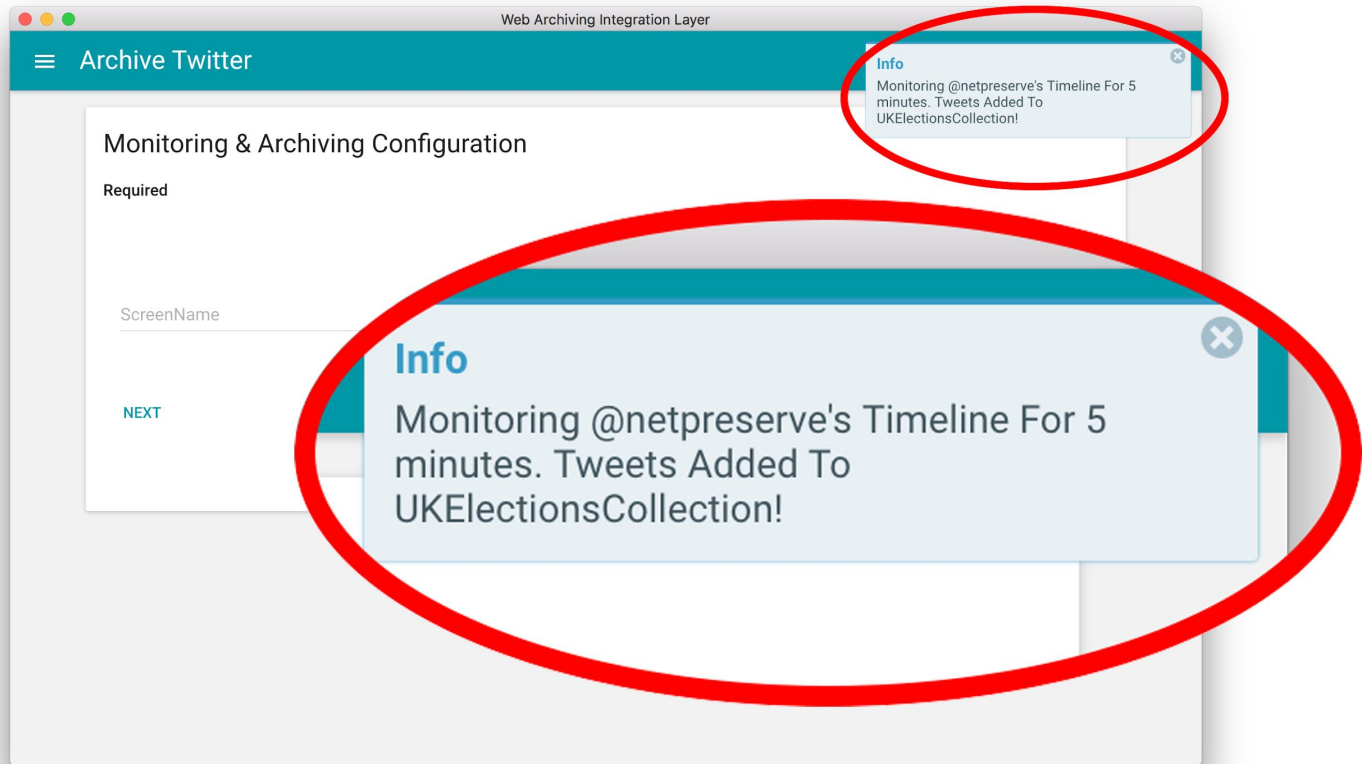 Web Archiving Integration Layer
Archive Twitter
Info
Monitoring @netpreserve's Timeline For 5
minutes. Tweets Added To
UKElectionsCollection!
Monitoring & Archiving Configuration
Required
ScreenName
NEXT
Info
Monitoring @netpreserve's Timeline For 5
minutes. Tweets Added To
UKElectionsCollection!